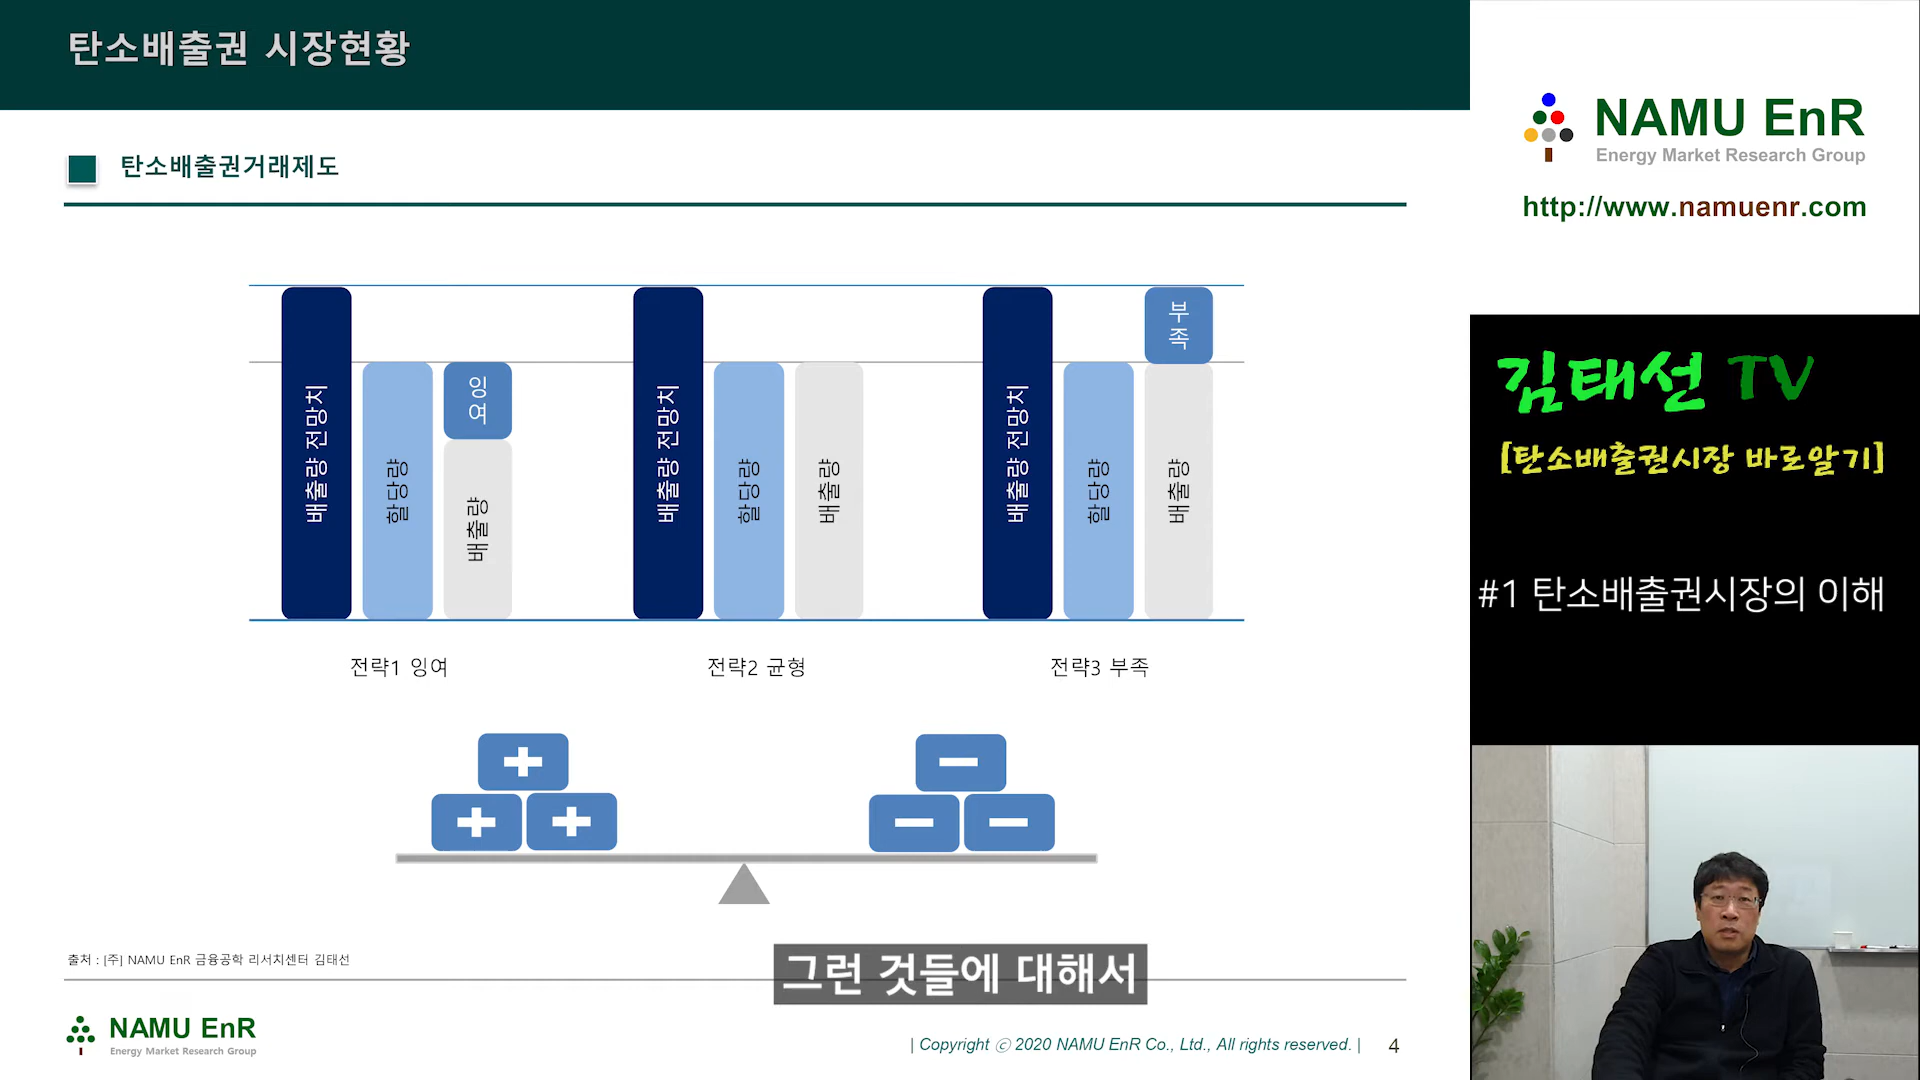 탄소배출권 시장현황
탄소배출권거래제도
배출량 전망치
할당량
잉여
배출량
배출량 전망치
할당량
배출량
배출량 전망치
할당량
부족
배출량
전략1 잉여
전략2 균형
전략3 부족
출처 : [주] NAMU EnR 금융공학 리서치센터 김태선
그런 것들에 대해서
NAMU EnR
Energy Market Research Group
| Copyright ⓒ 2020 NAMU EnR Co., Ltd., All rights reserved. |
4
NAMU EnR
Energy Market Research Group
http://www.namuenr.com
김태선 TV
[탄소배출권시장 바로알기]
#1 탄소배출권시장의 이해